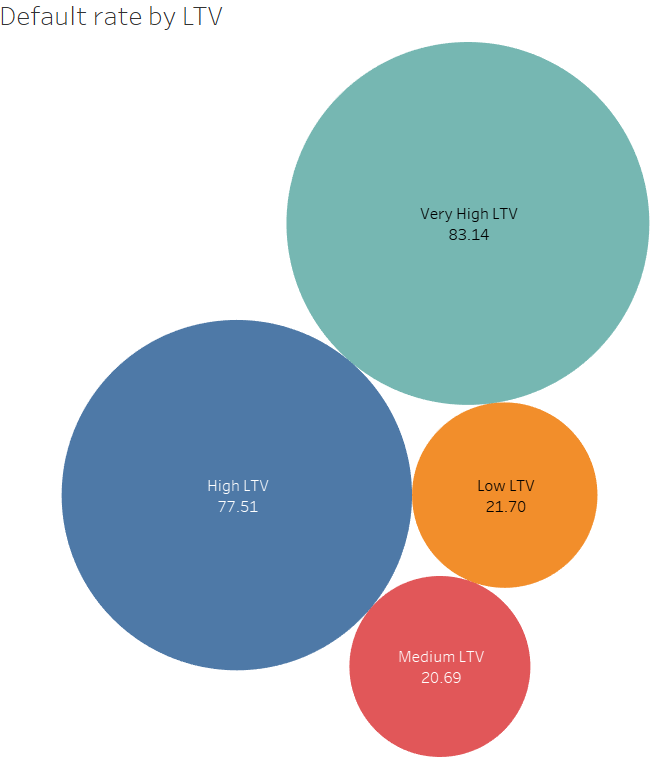 Default rate by LTV
Very High LTV
83.14
High LTV
77.51
Low LTV
21.70
Medium LTV
20.69